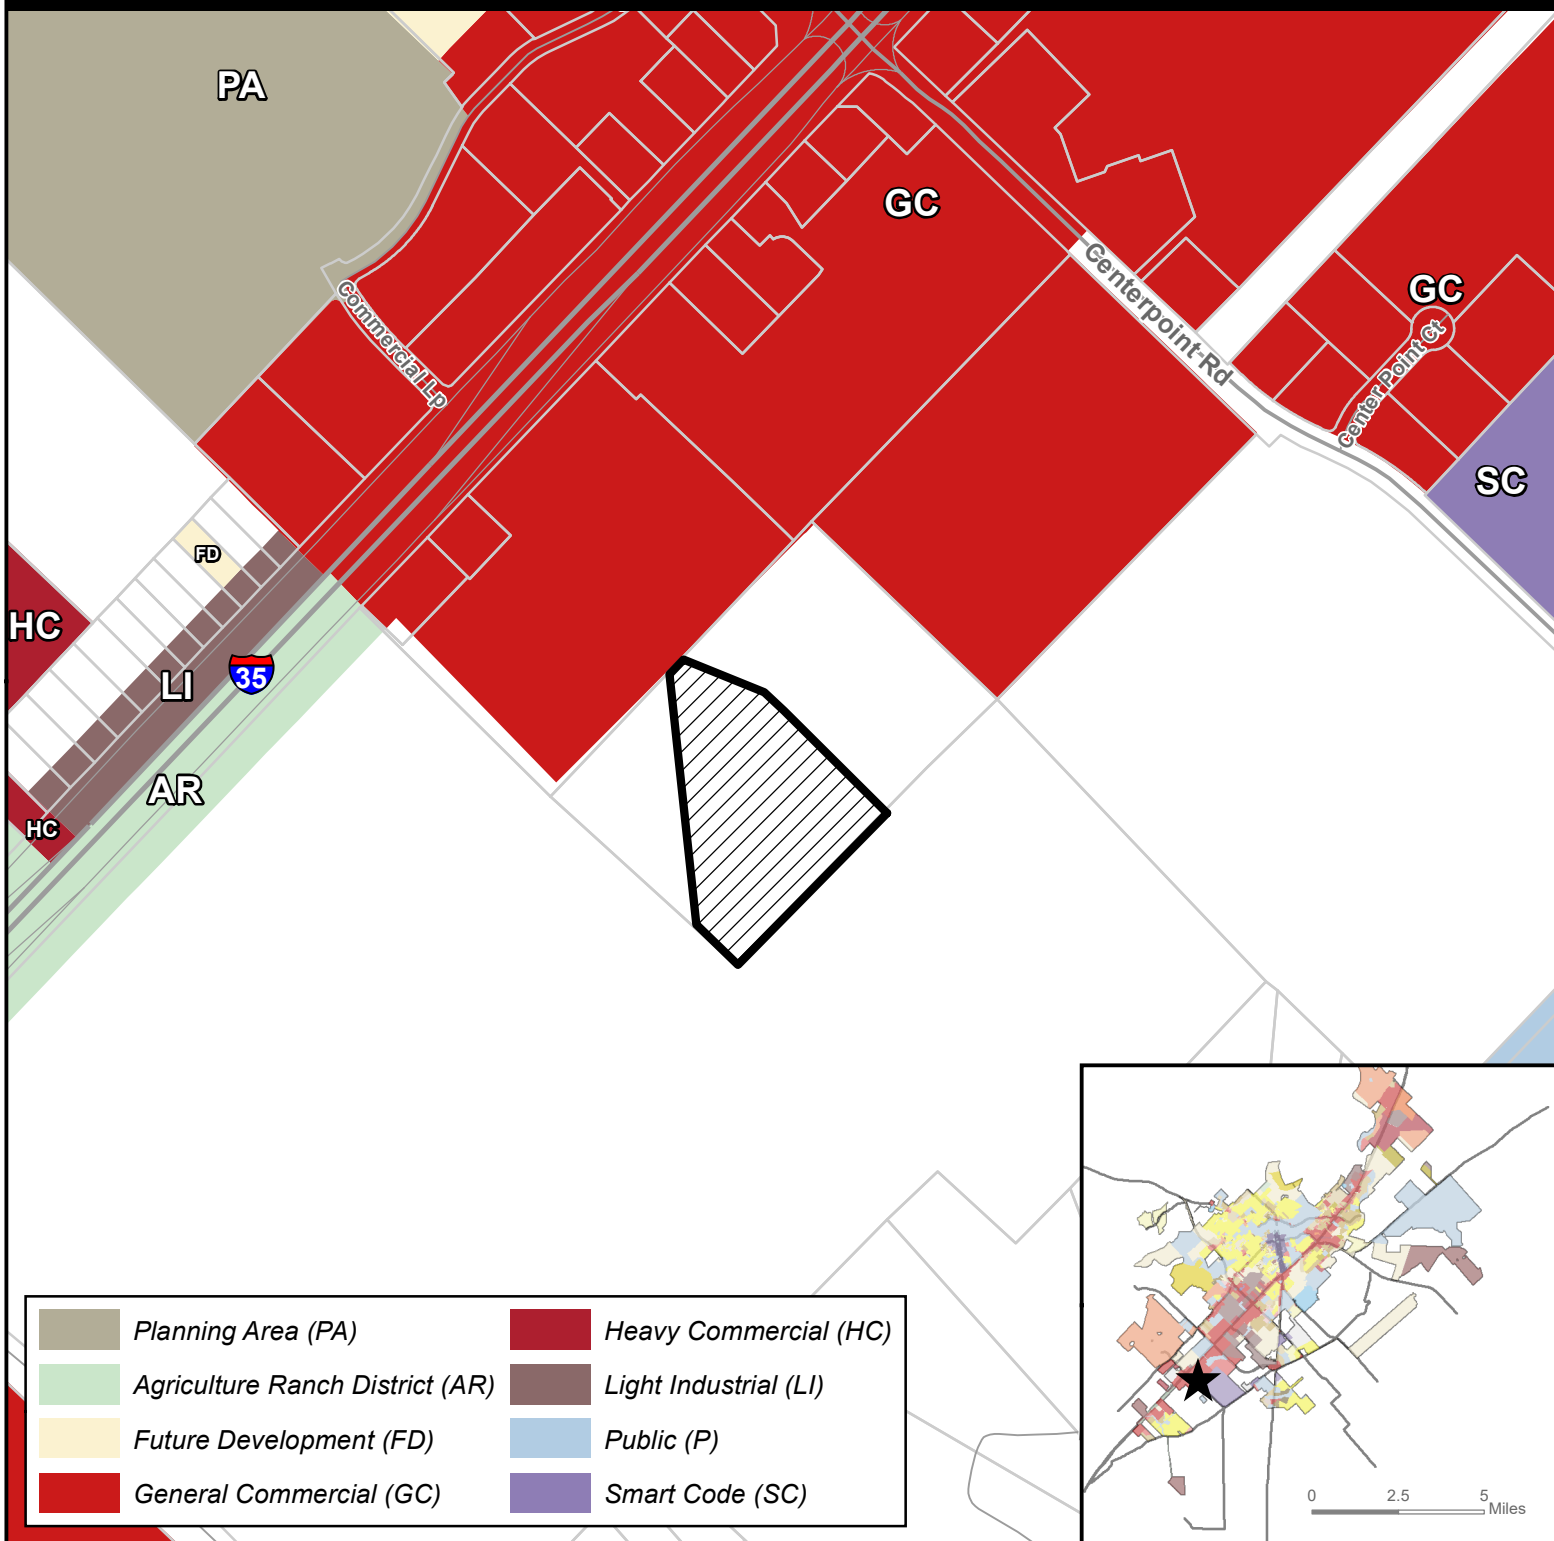 PA
GC
Centerpoint Rd
GC
Commercial Lp
Center Point Ct
SC
FD
HC
LI
35
AR
HC
Planning Area (PA)
Heavy Commercial (HC)
Agriculture Ranch District (AR)
Light Industrial (LI)
Future Development (FD)
Public (P)
General Commercial (GC)
Smart Code (SC)
0 2.5 5
Miles